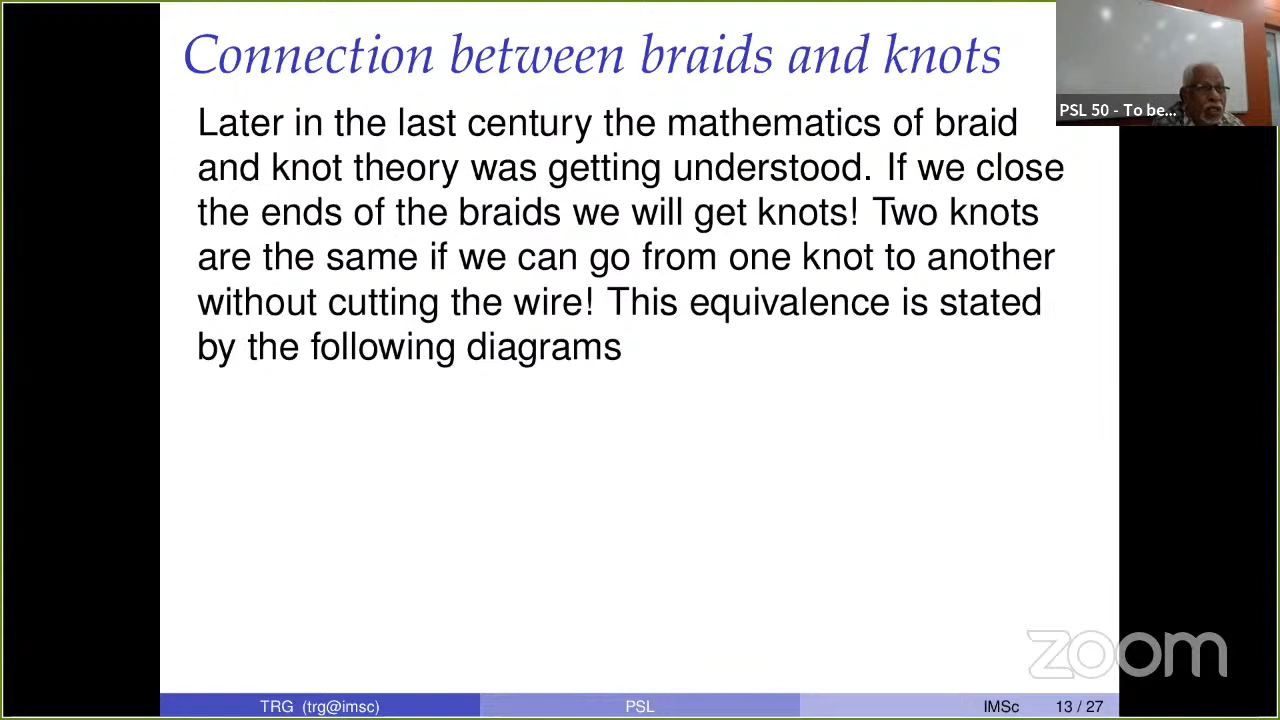 Connection between braids and knots
Later in the last century the mathematics of braid
and knot theory was getting understood. If we close
the ends of the braids we will get knots! Two knots
are the same if we can go from one knot to another
without cutting the wire! This equivalence is stated
by the following diagrams
PSL 50 - To be...
zoom
TRG (trg@imsc)
PSL
IMSc
13 / 27